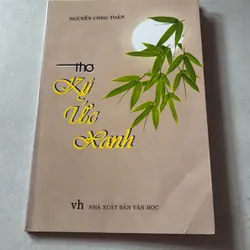 NGUYỄN CÔNG TOẢN
Thơ
Ký
Ức
Xanh
vh NHÀ XUẤT BẢN VĂN HỌC